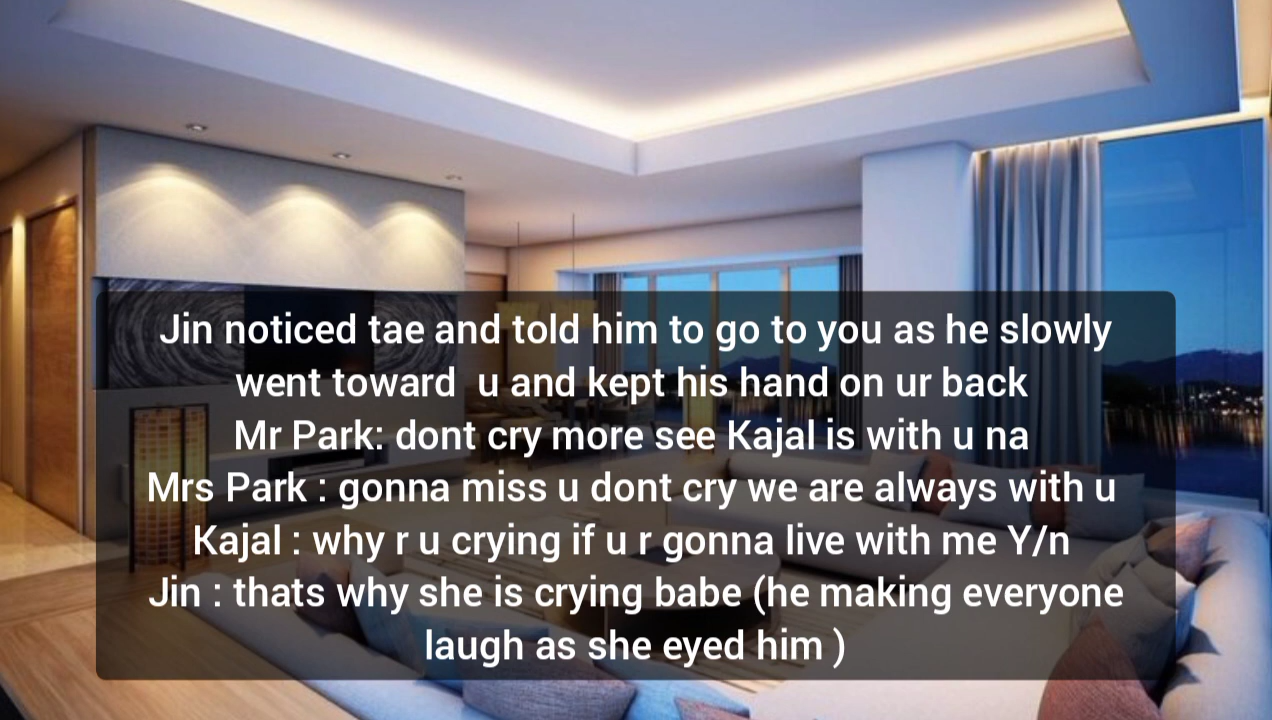 Jin noticed tae and told him to go to you as he slowly
went toward  u and kept his hand on ur back
Mr Park: dont cry more see Kajal is with u na
Mrs Park : gonna miss u dont cry we are always with u
Kajal : why r u crying if u r gonna live with me Y/n
Jin : thats why she is crying babe (he making everyone
laugh as she eyed him )